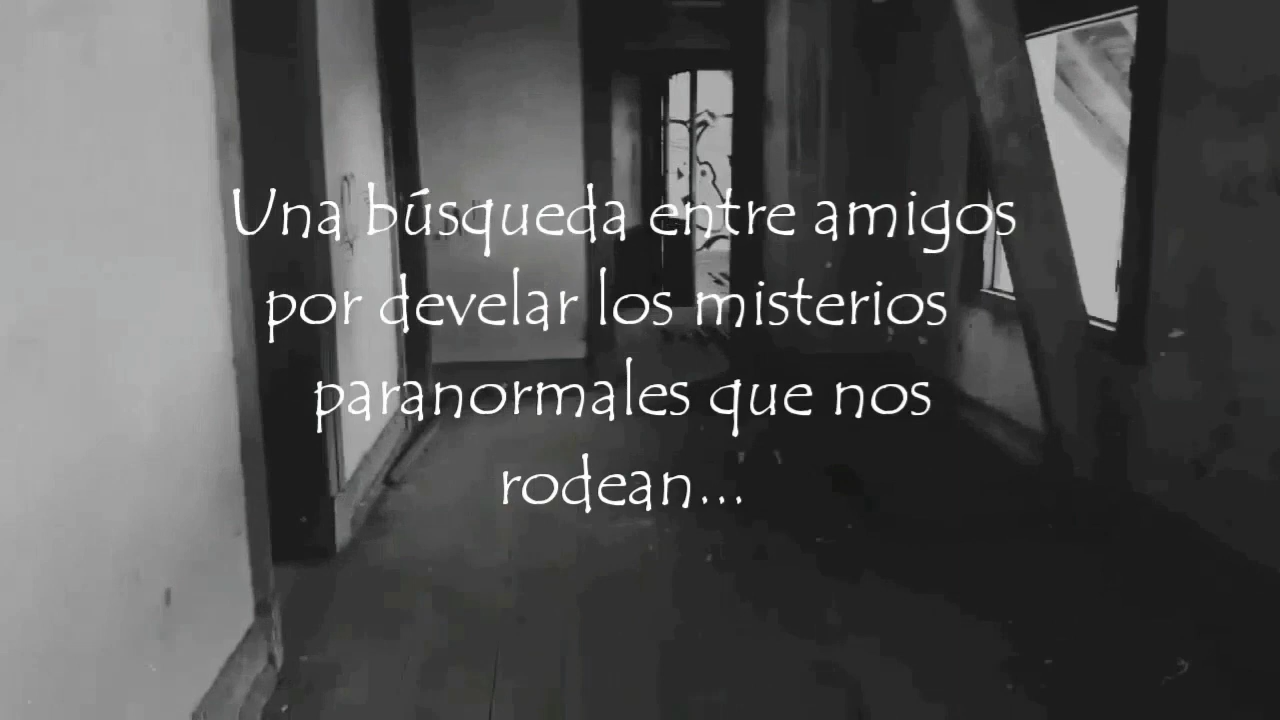 Una búsqueda entre amigos
por develar los misterios
paranormales que nos
rodean...